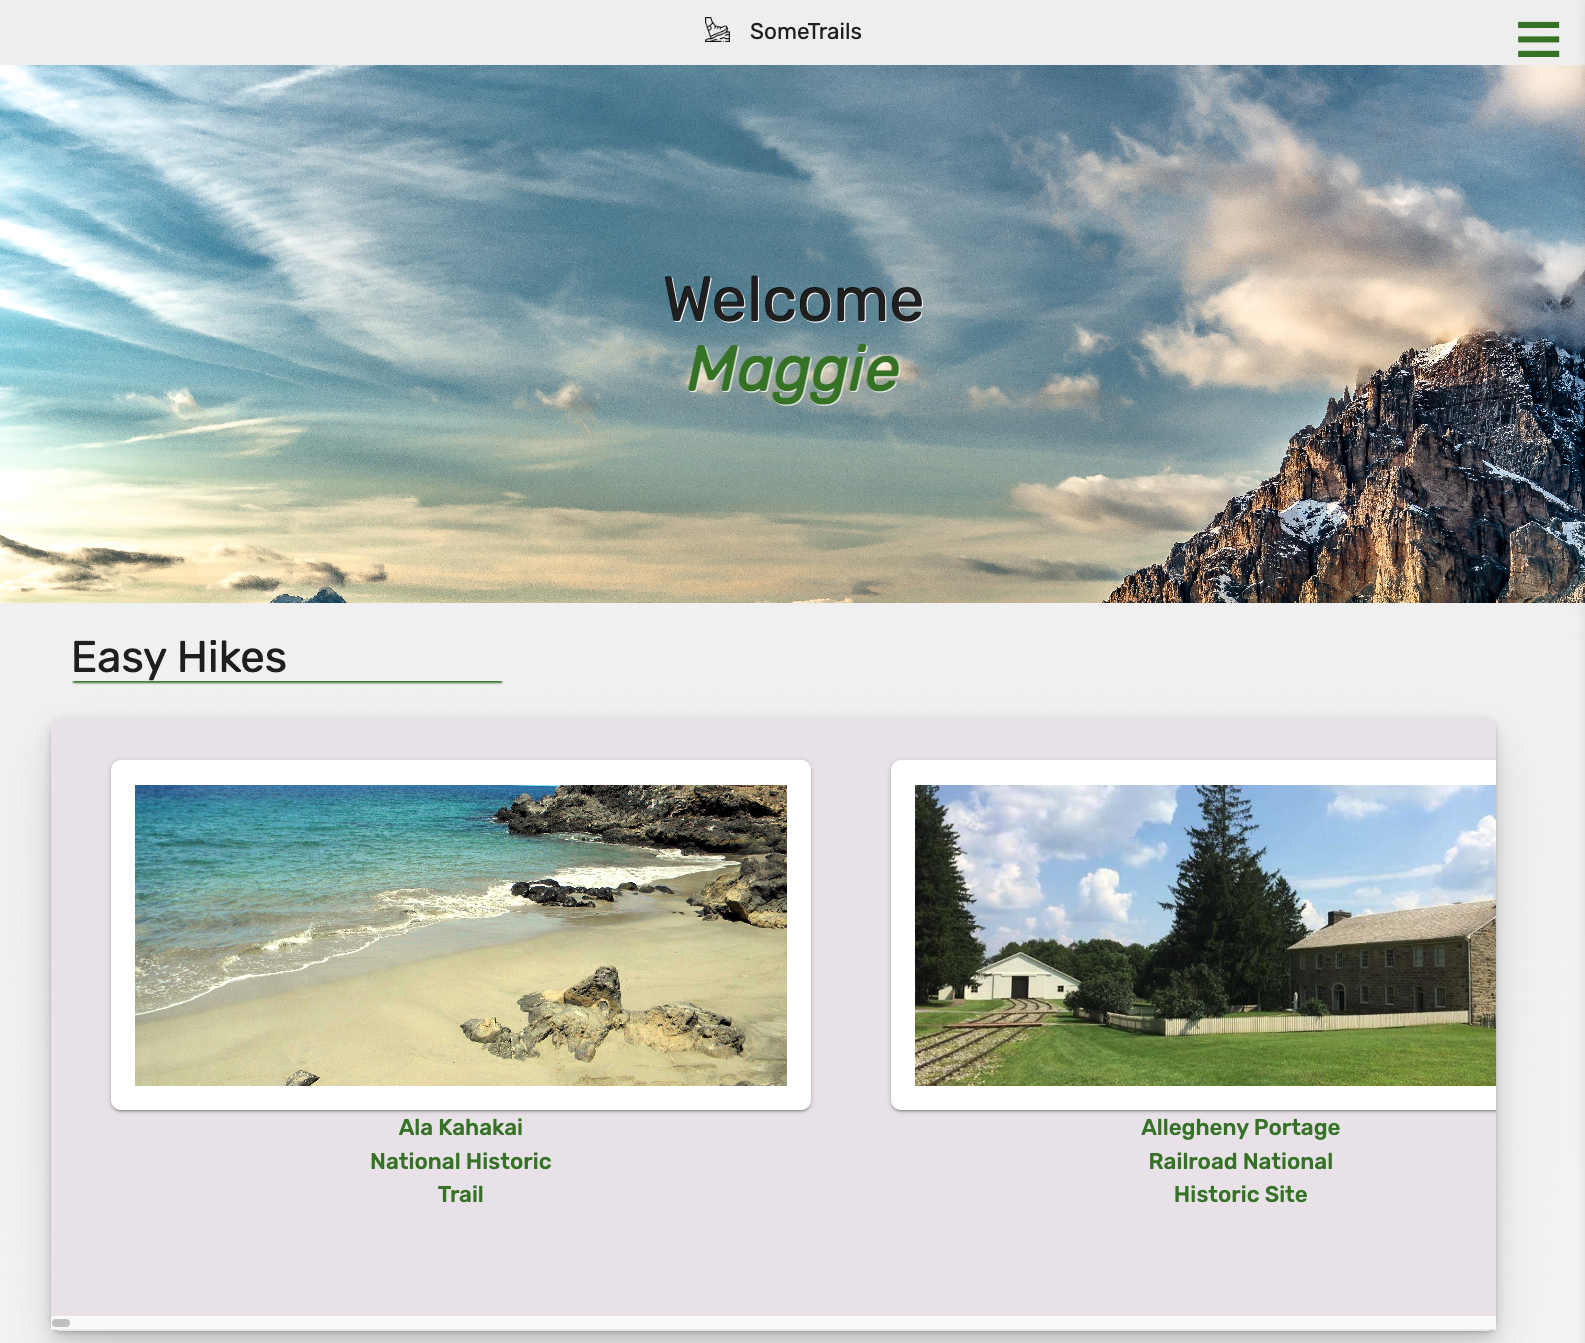 SomeTrails
Welcome
Maggie
Easy Hikes
Ala Kahakai
National Historic
Trail
Allegheny Portage
Railroad National
Historic Site